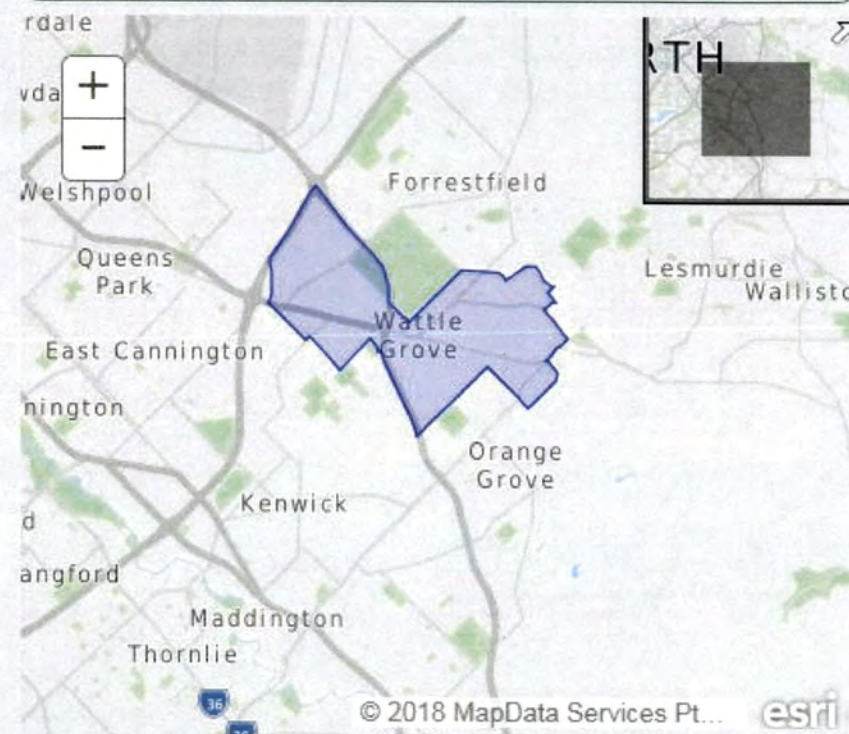 rdale
RTH
wda
+
−
Welshpool
Forrestfield
Queens
Park
Lesmurdie
Wallisto
Wattle
Grove
East Cannington
nington
Orange
Grove
Kenwick
d
angford
Maddington
Thornlie
36
© 2018 MapData Services Pt...
esri